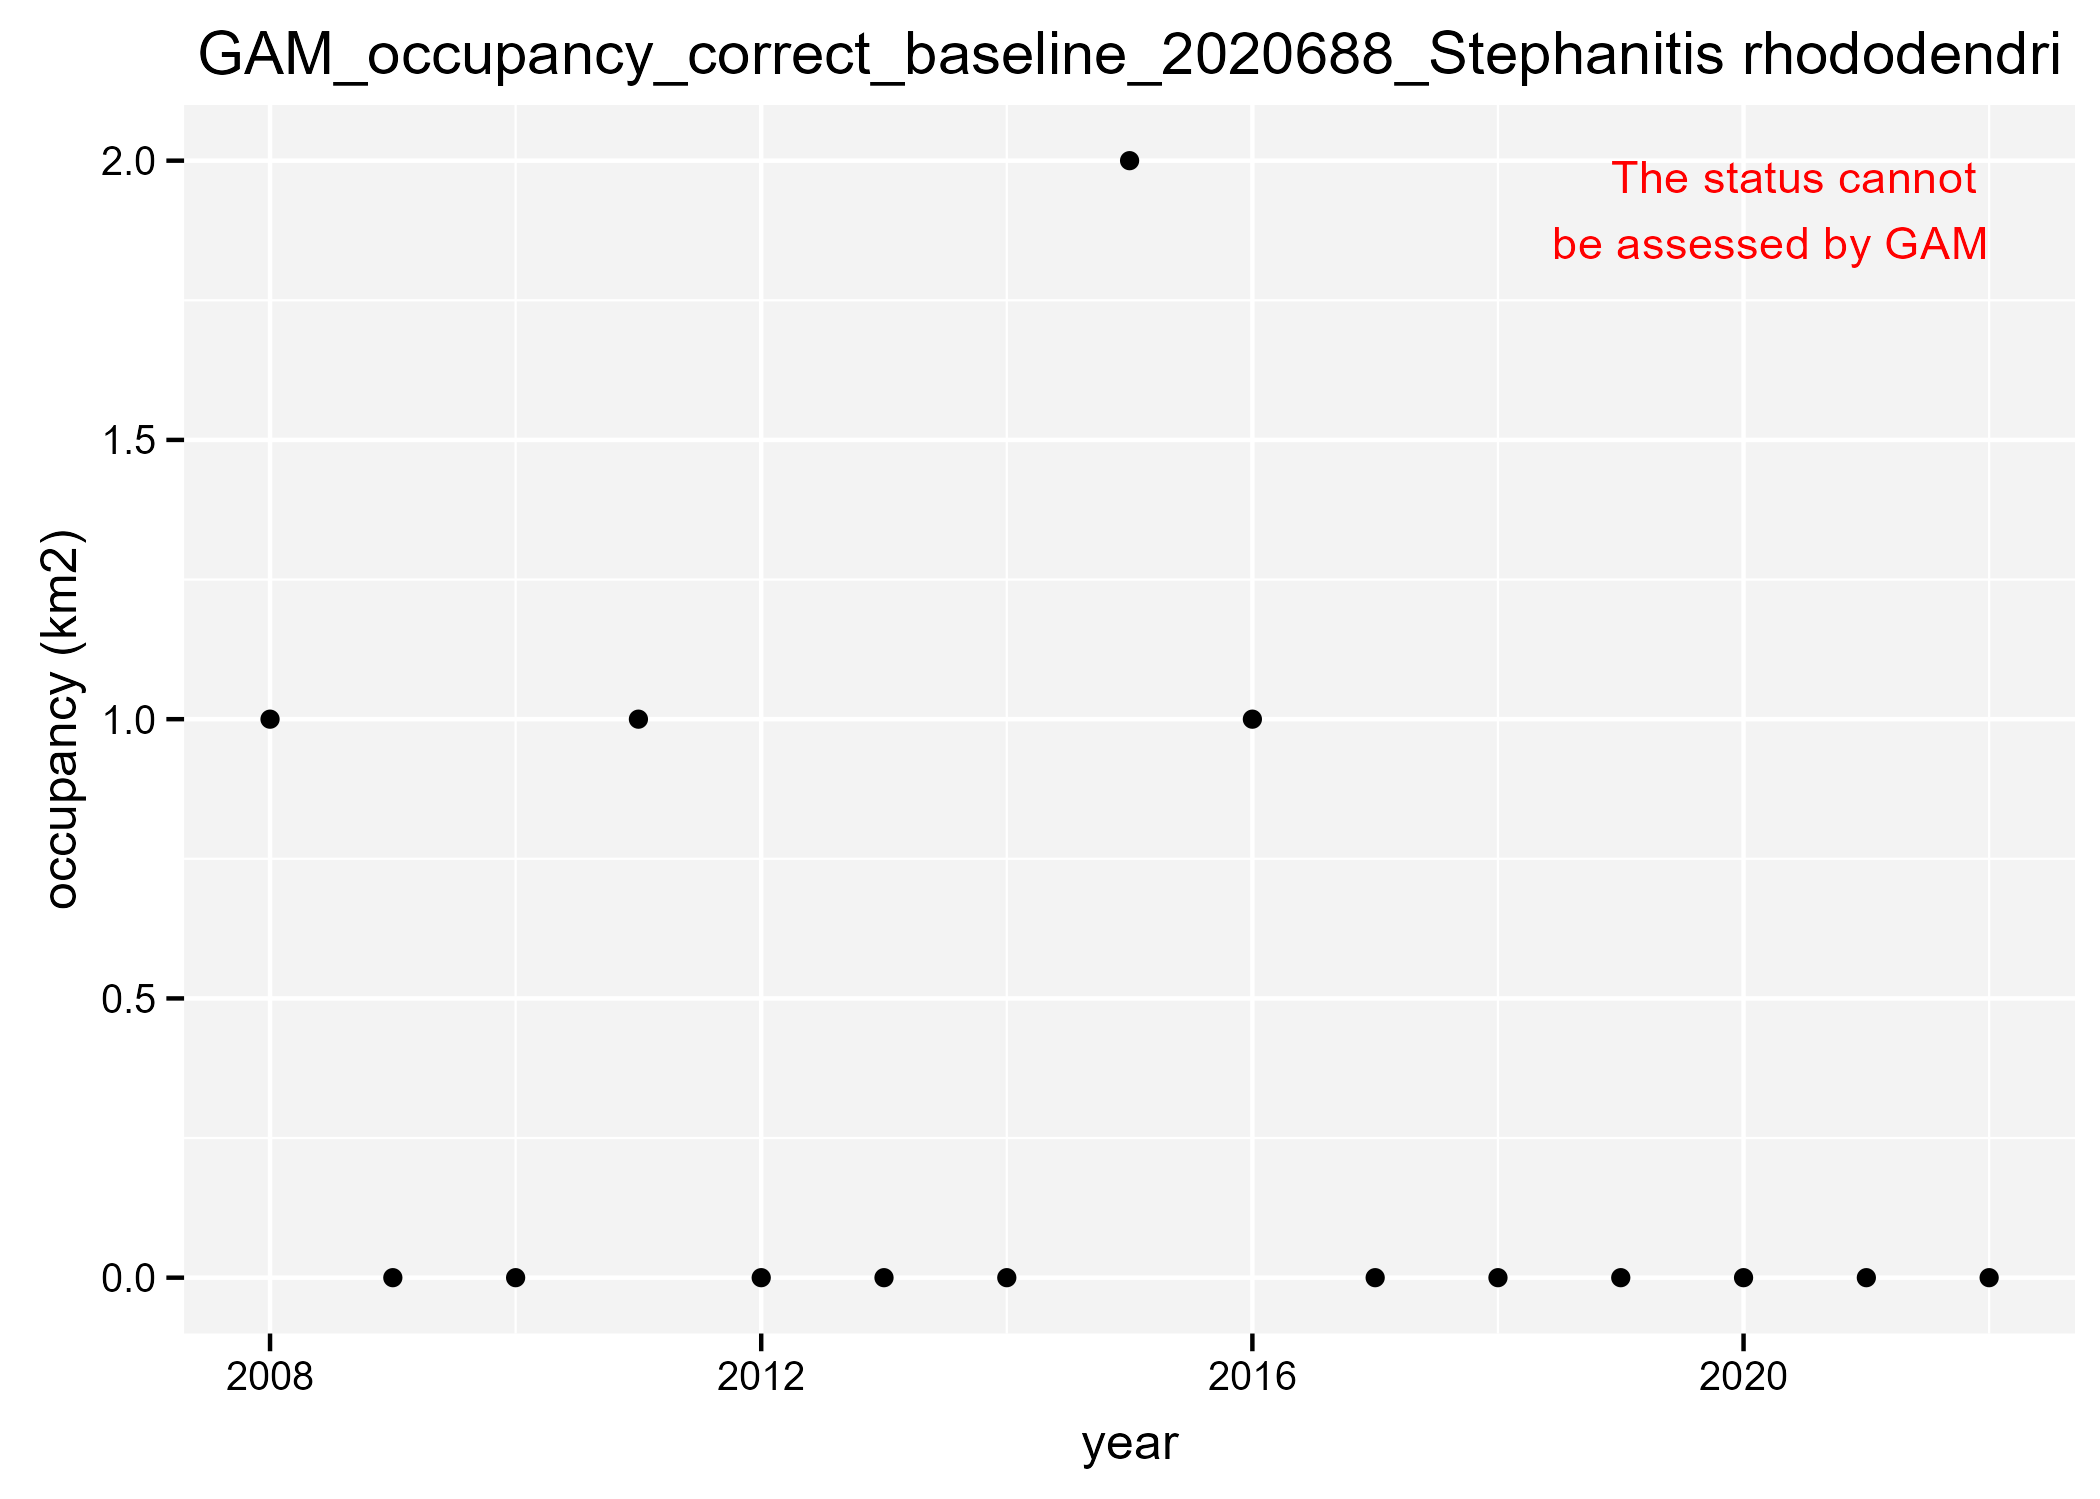 GAM_occupancy_correct_baseline_2020688_Stephanitis rhododendri
2.0
The status cannot
be assessed by GAM
1.5
occupancy (km2)
1.0
0.5
0.0
2008
2012
2016
2020
year